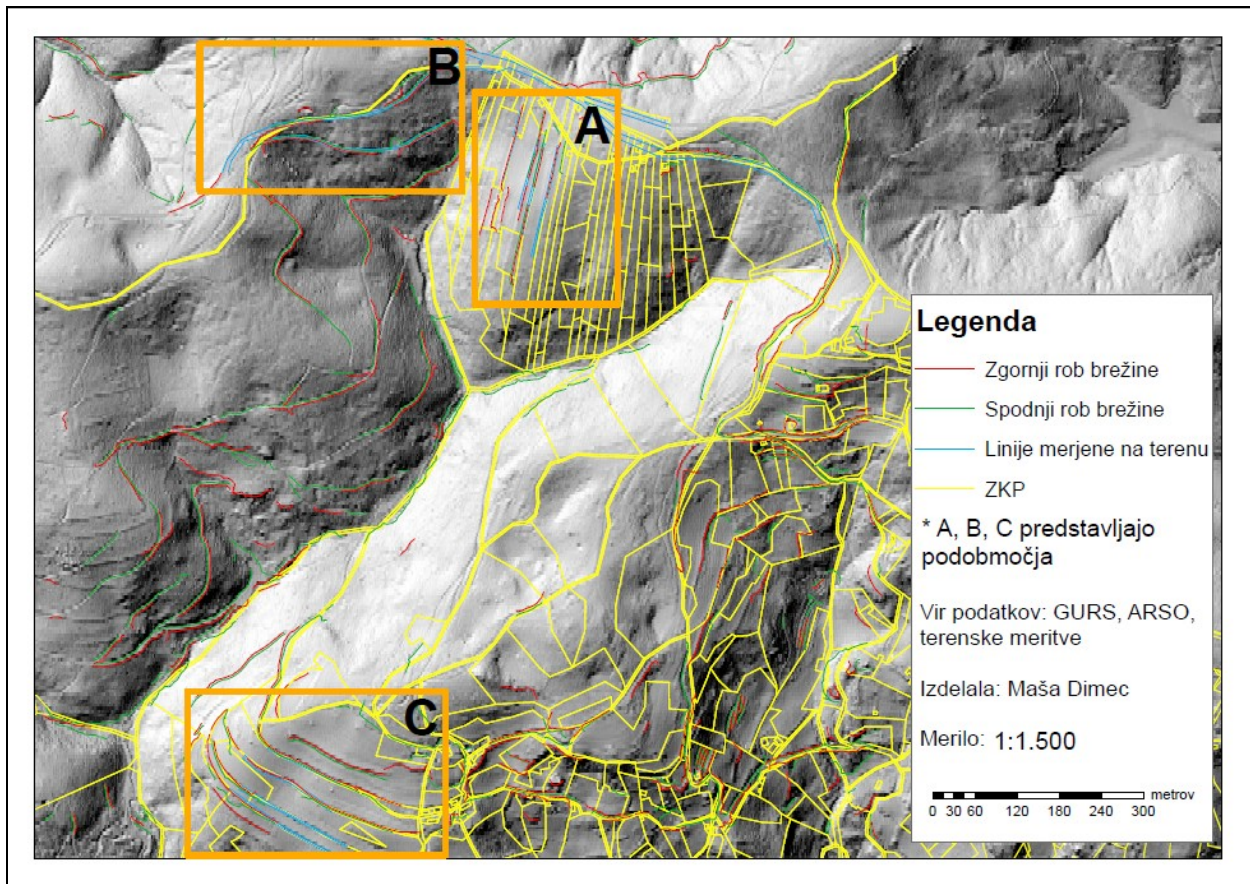 B
A
C
Legenda
Zgornji rob brežine
Spodnji rob brežine
Linije merjene na terenu
ZKP
* A, B, C predstavljajo
podobmočja
Vir podatkov: GURS, ARSO,
terenske meritve
Izdelala: Maša Dimec
Merilo: 1:1.500
metrov
0 30 60 120 180 240 300